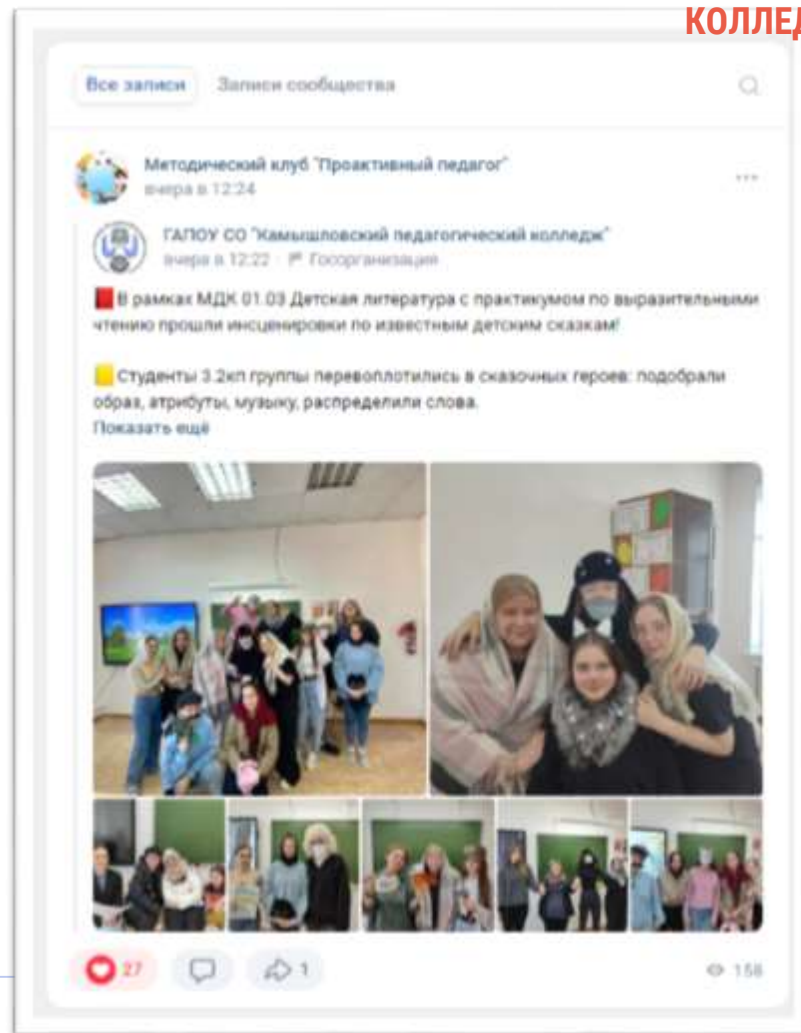 КОЛЛЕД
Все записи Записи сообщества
Методический клуб "Проактивный педагог"
вчера в 12:24
ГАПОУ СО "Камышловский педагогический колледж"
вчера в 12:22 Госорганизация
В рамках МДК 01.03 Детская литература с практикумом по выразительными
чтению прошли инсценировки по известным детским сказкам!
Студенты 3.2кп группы перевоплотились в сказочных героев: подобрали
образ, атрибуты, музыку, распределили слова.
Показать ещё
27 1 158